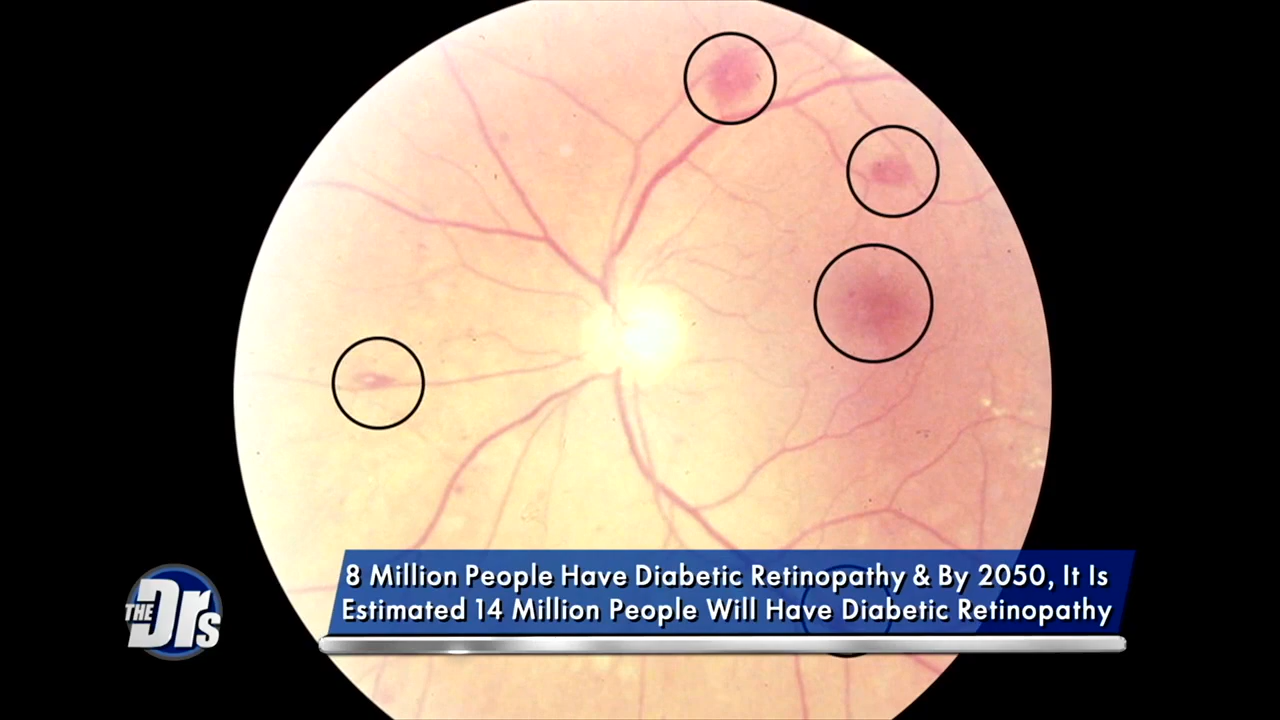 8 Million People Have Diabetic Retinopathy & By 2050, It Is
Estimated 14 Million People Will Have Diabetic Retinopathy
THE
Drs